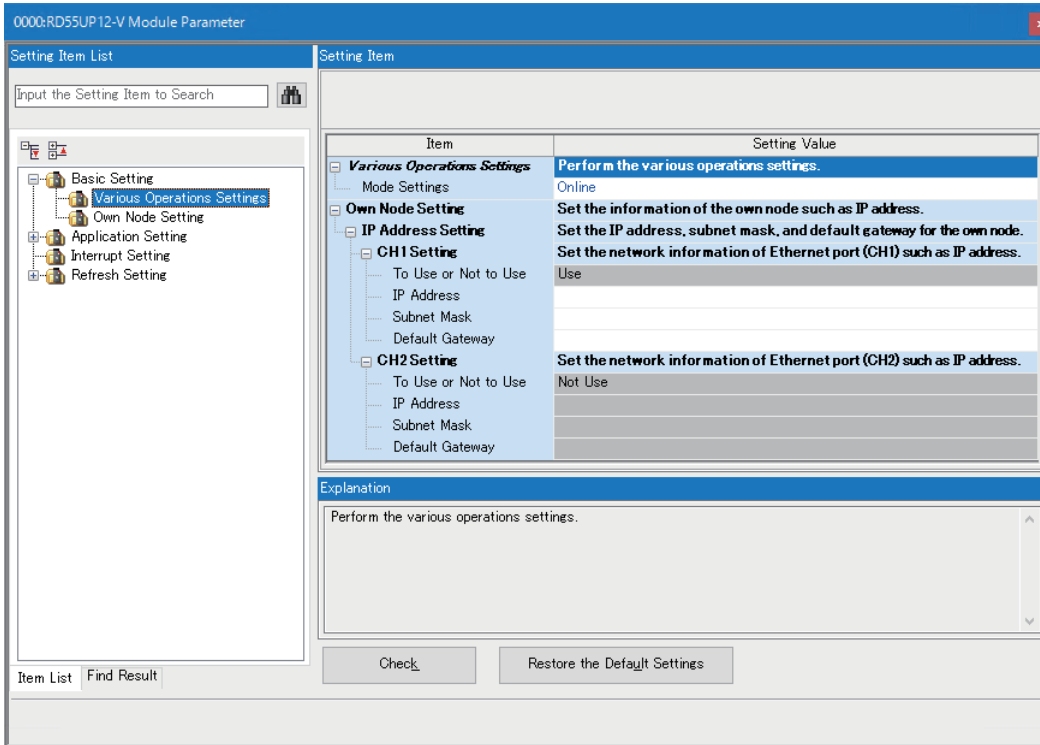 0000:RD55UP12-V Module Parameter
Setting Item List
Input the Setting Item to Search
Basic Setting
Various Operations Settings
Own Node Setting
Application Setting
Interrupt Setting
Refresh Setting
Item List
Find Result
Setting Item
Item Setting Value
Various Operations Settings Perform the various operations settings.
Mode Settings Online
Own Node Setting Set the information of the own node such as IP address.
IP Address Setting Set the IP address, subnet mask, and default gateway for the own node.
CH1 Setting Set the network information of Ethernet port (CH1) such as IP address.
To Use or Not to Use Use
IP Address
Subnet Mask
Default Gateway
CH2 Setting Set the network information of Ethernet port (CH2) such as IP address.
To Use or Not to Use Not Use
IP Address
Subnet Mask
Default Gateway
Explanation
Perform the various operations settings.
Check Restore the Default Settings